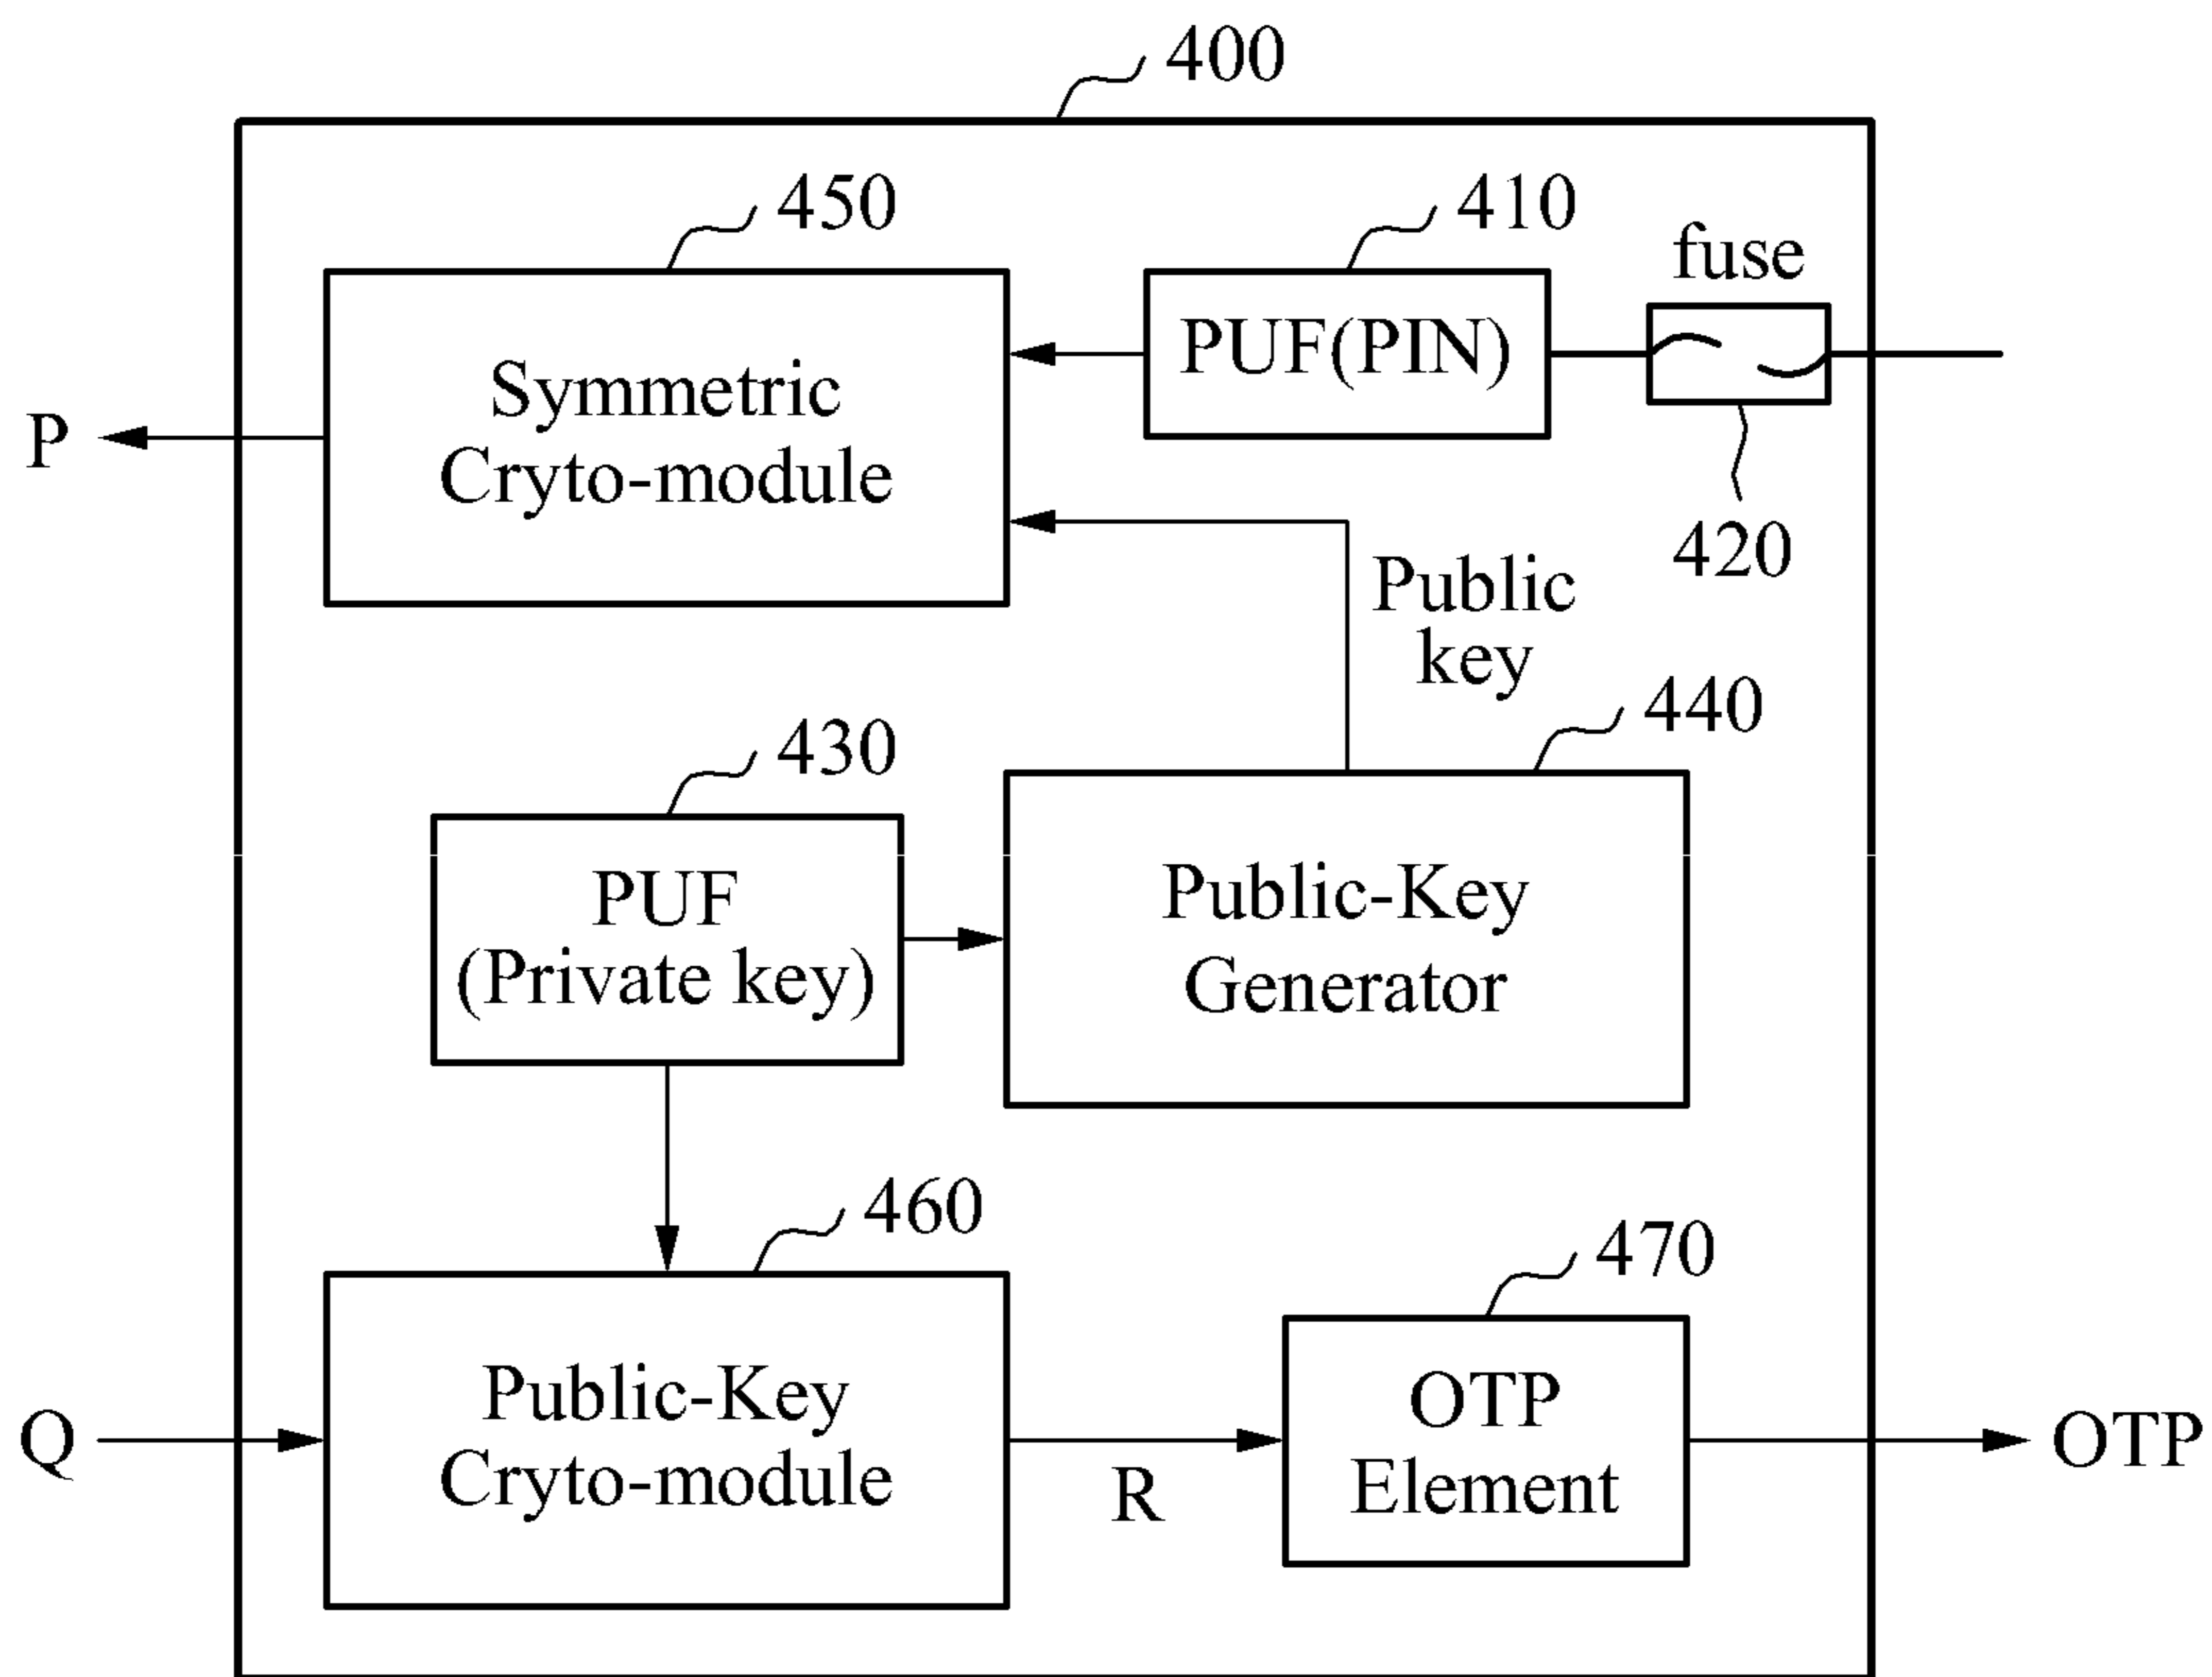 400
450
410
fuse
PUF(PIN)
Symmetric
Cryto-module
P
420
Public
key
440
430
PUF
(Private key)
Public-Key
Generator
460
470
Public-Key
Cryto-module
OTP
Element
Q
R
OTP